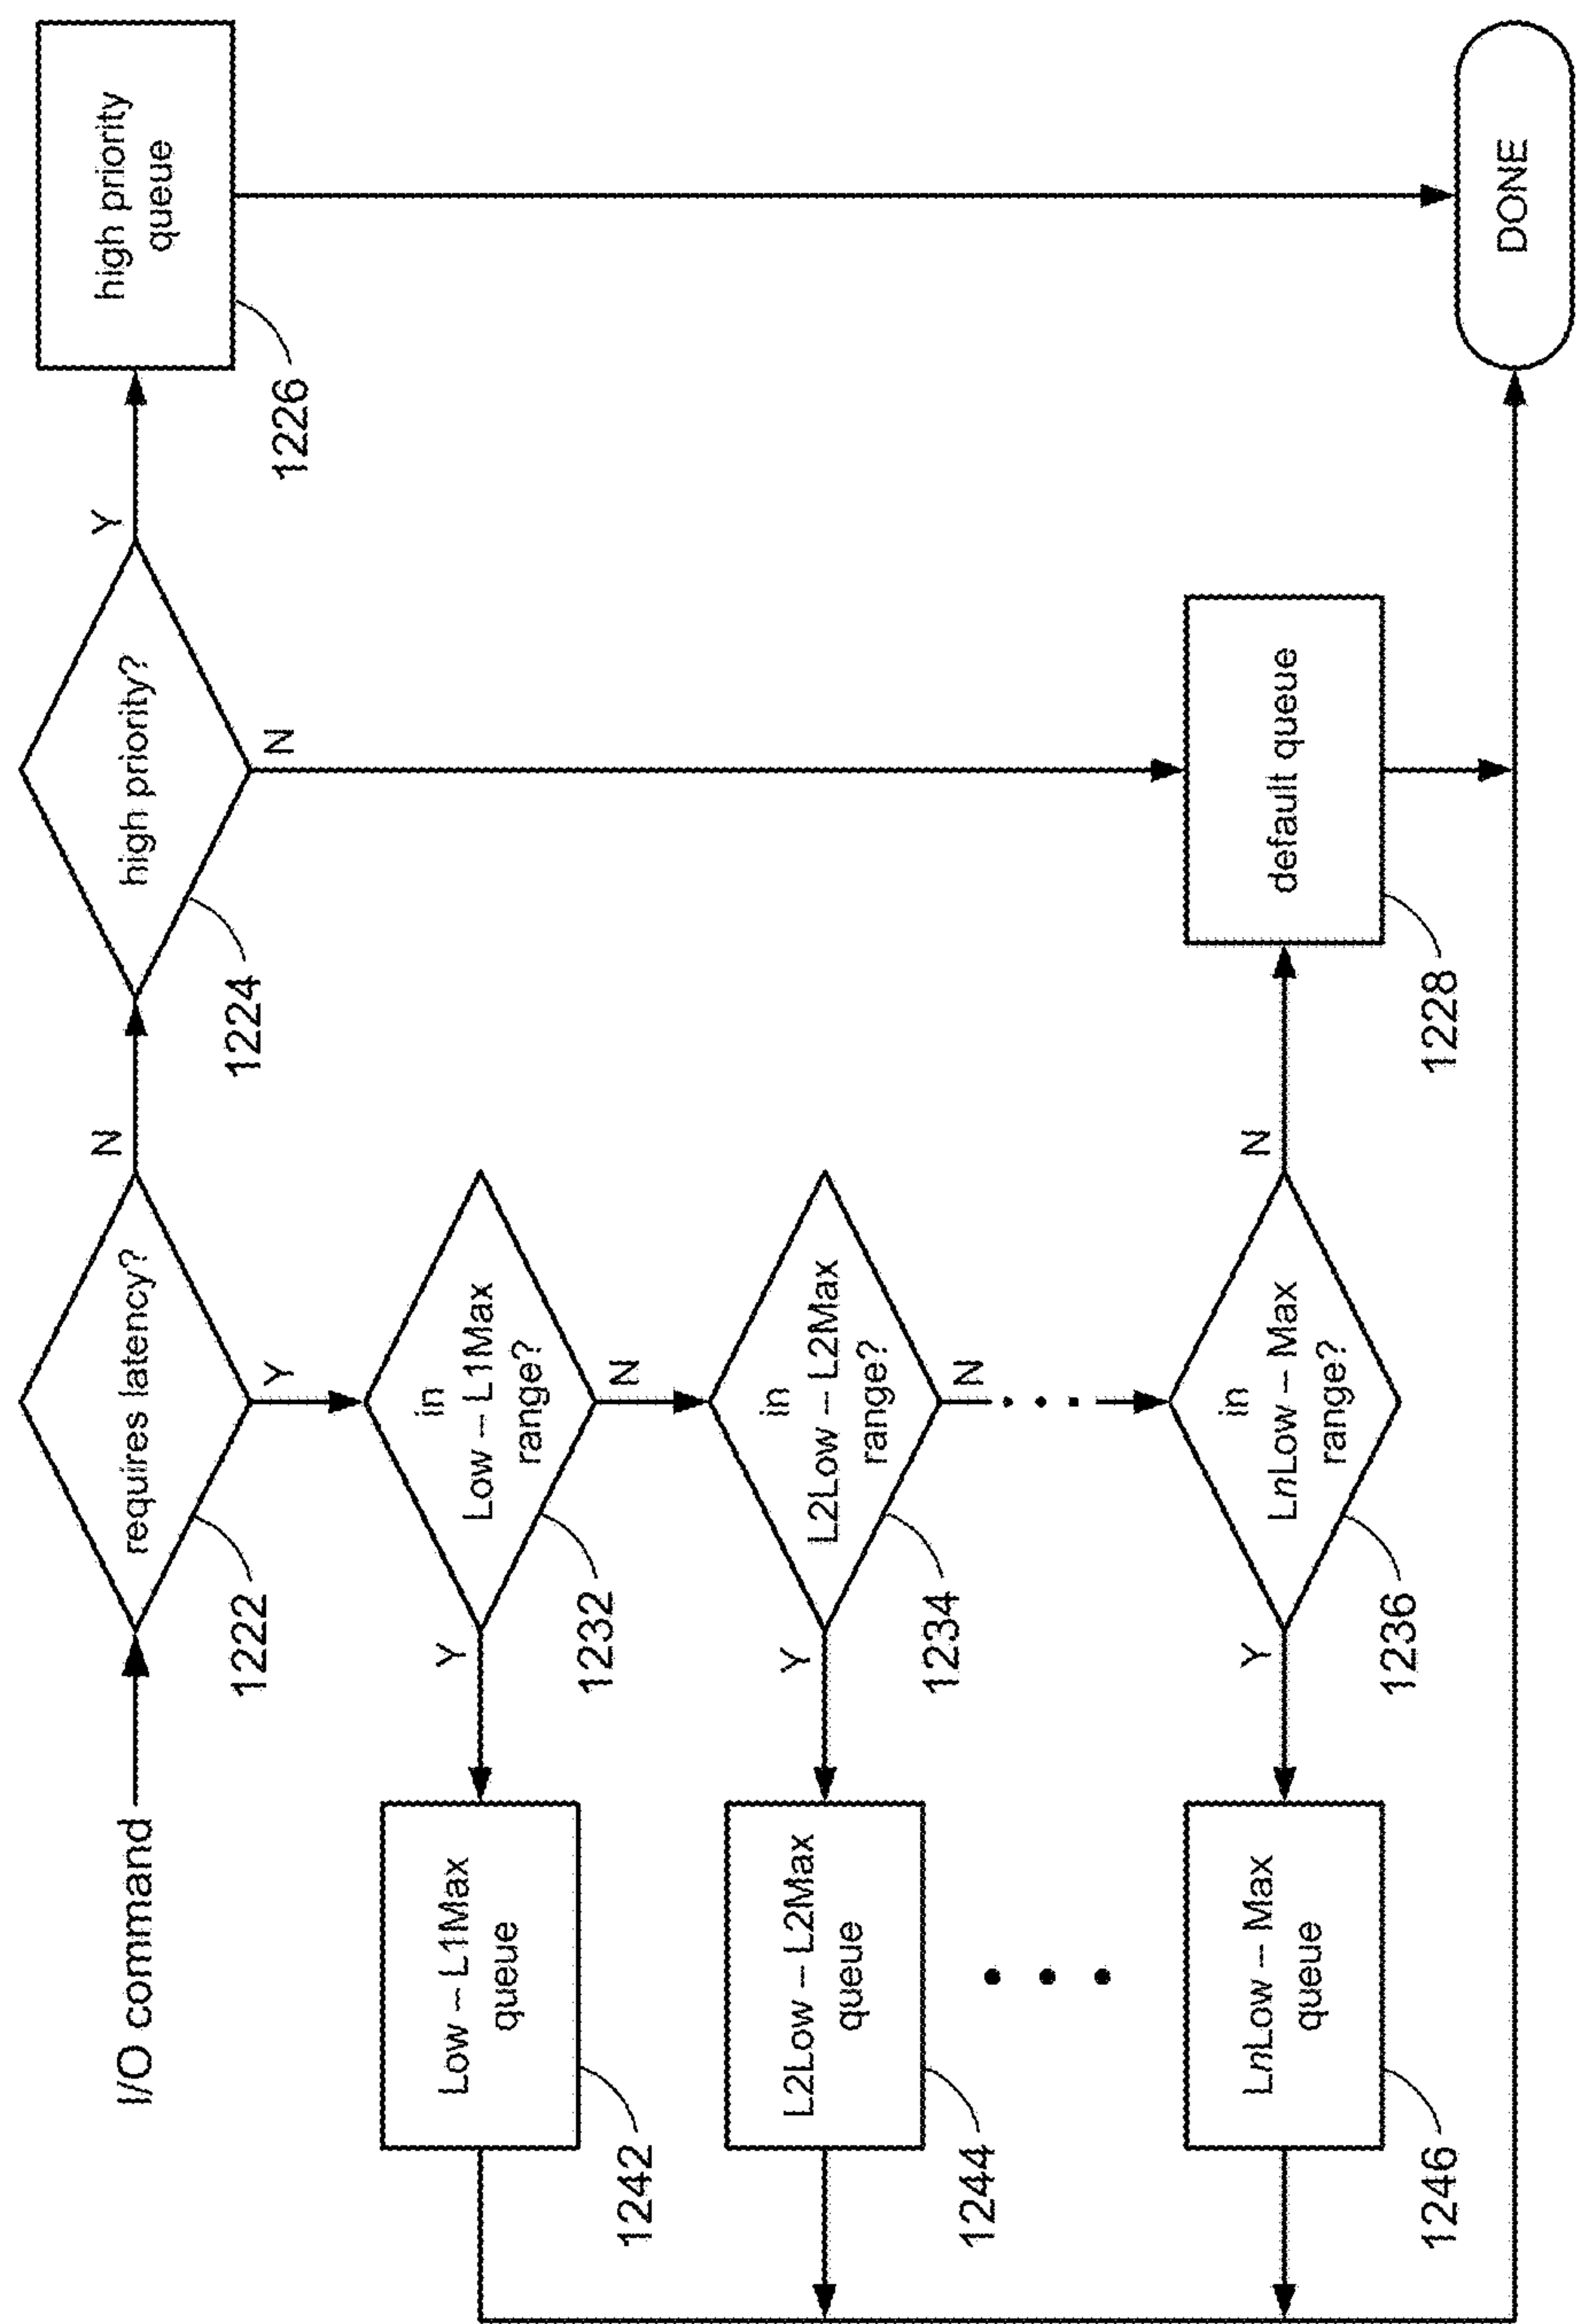 I/O command
requires latency?
N
Y
1222
high priority?
Y
N
1224
high priority
queue
1226
in
Low – L1Max
range?
Y
N
1232
Low – L1Max
queue
1242
in
L2Low – L2Max
range?
Y
N
1234
L2Low – L2Max
queue
1244
in
LnLow – Max
range?
Y
N
1236
LnLow – Max
queue
1246
default queue
1228
DONE